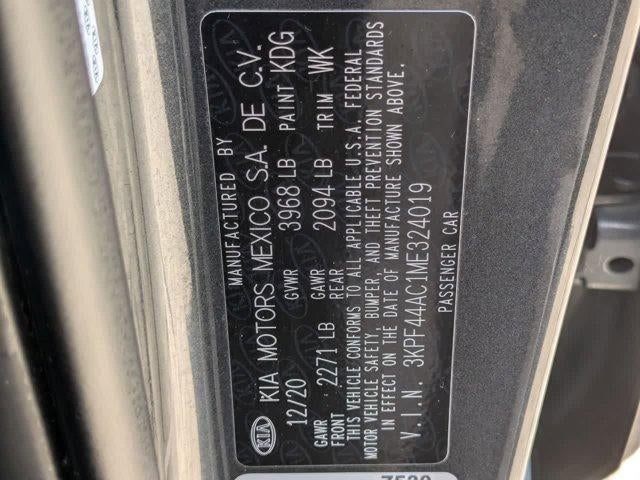 MANUFACTURED BY
KIA KIA MOTORS MEXICO S.A. DE C.V.
12/20 GVWR 3968 LB PAINT KDG
GAWR FRONT 2271 LB GAWR REAR 2094 LB TRIM WK
THIS VEHICLE CONFORMS TO ALL APPLICABLE U.S.A. FEDERAL
MOTOR VEHICLE SAFETY, BUMPER, AND THEFT PREVENTION STANDARDS
IN EFFECT ON THE DATE OF MANUFACTURE SHOWN ABOVE.
V.I.N. 3KPF44AC1ME324019
PASSENGER CAR